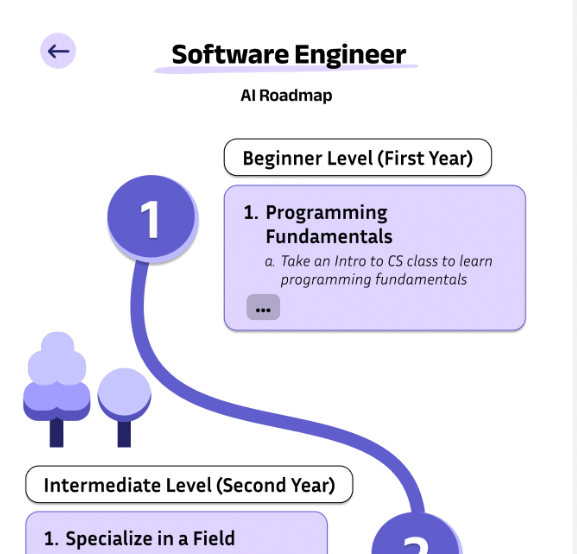 Software Engineer
AI Roadmap
Beginner Level (First Year)
1
1. Programming
Fundamentals
a. Take an Intro to CS class to learn
programming fundamentals
...
Intermediate Level (Second Year)
1. Specialize in a Field
2